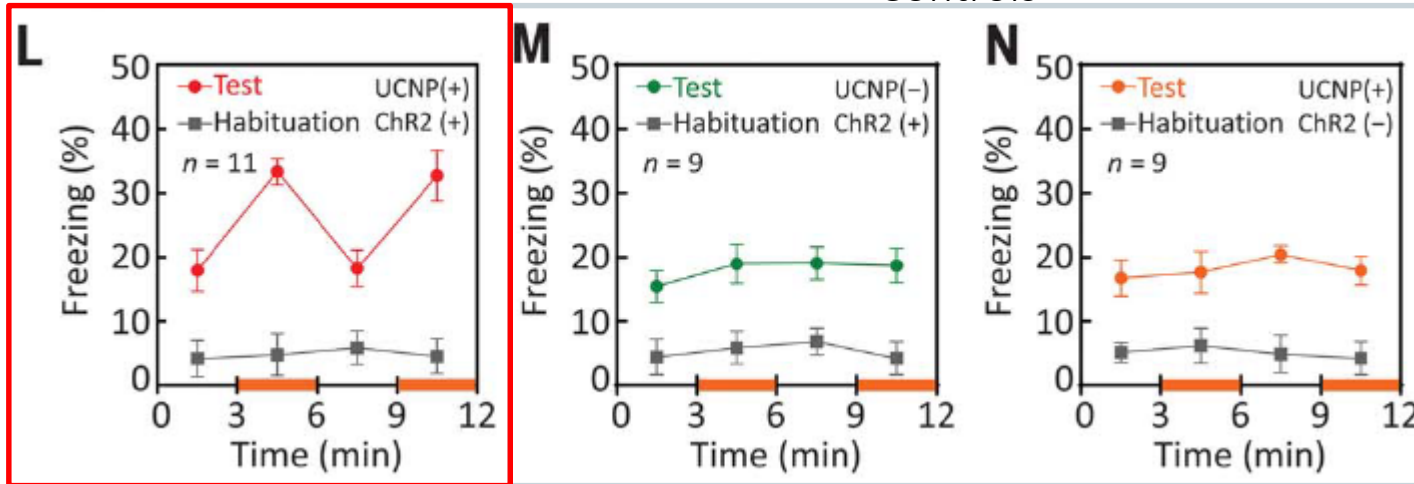 Controls
L
50
40
30
20
10
0
Freezing (%)
Test UCNP(+)
Habituation ChR2 (+)
n = 11
0 3 6 9 12
Time (min)
M
50
40
30
20
10
0
Freezing (%)
Test UCNP(−)
Habituation ChR2 (+)
n = 9
0 3 6 9 12
Time (min)
N
50
40
30
20
10
0
Freezing (%)
Test UCNP(+)
Habituation ChR2 (−)
n = 9
0 3 6 9 12
Time (min)